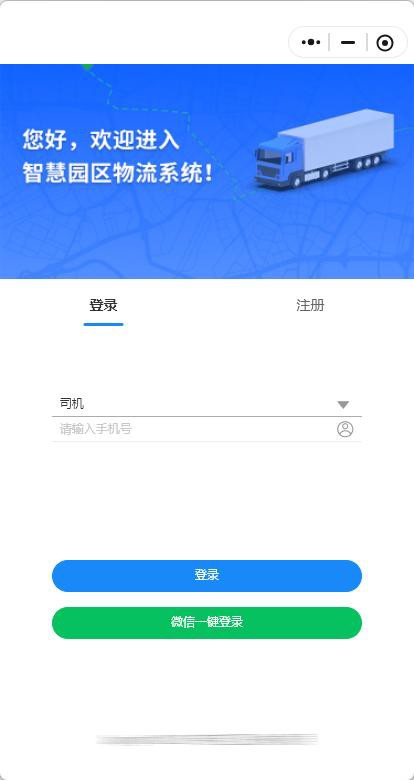 您好，欢迎进入
智慧园区物流系统！
登录
注册
司机
请输入手机号
登录
微信一键登录